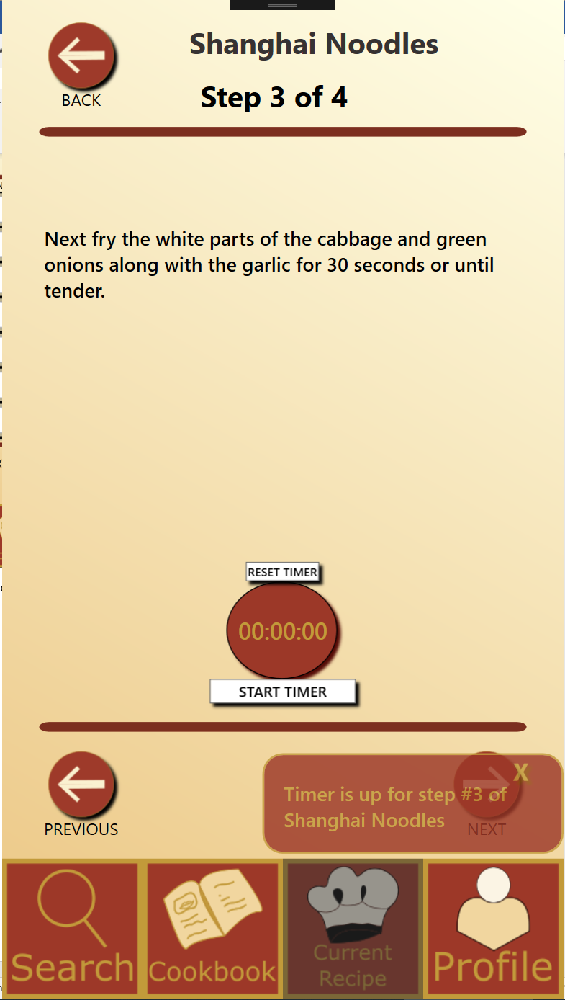 Shanghai Noodles
BACK
Step 3 of 4
Next fry the white parts of the cabbage and green
onions along with the garlic for 30 seconds or until
tender.
RESET TIMER
00:00:00
START TIMER
X
Timer is up for step #3 of
Shanghai Noodles
PREVIOUS
NEXT
Search
Cookbook
Current
Recipe
Profile